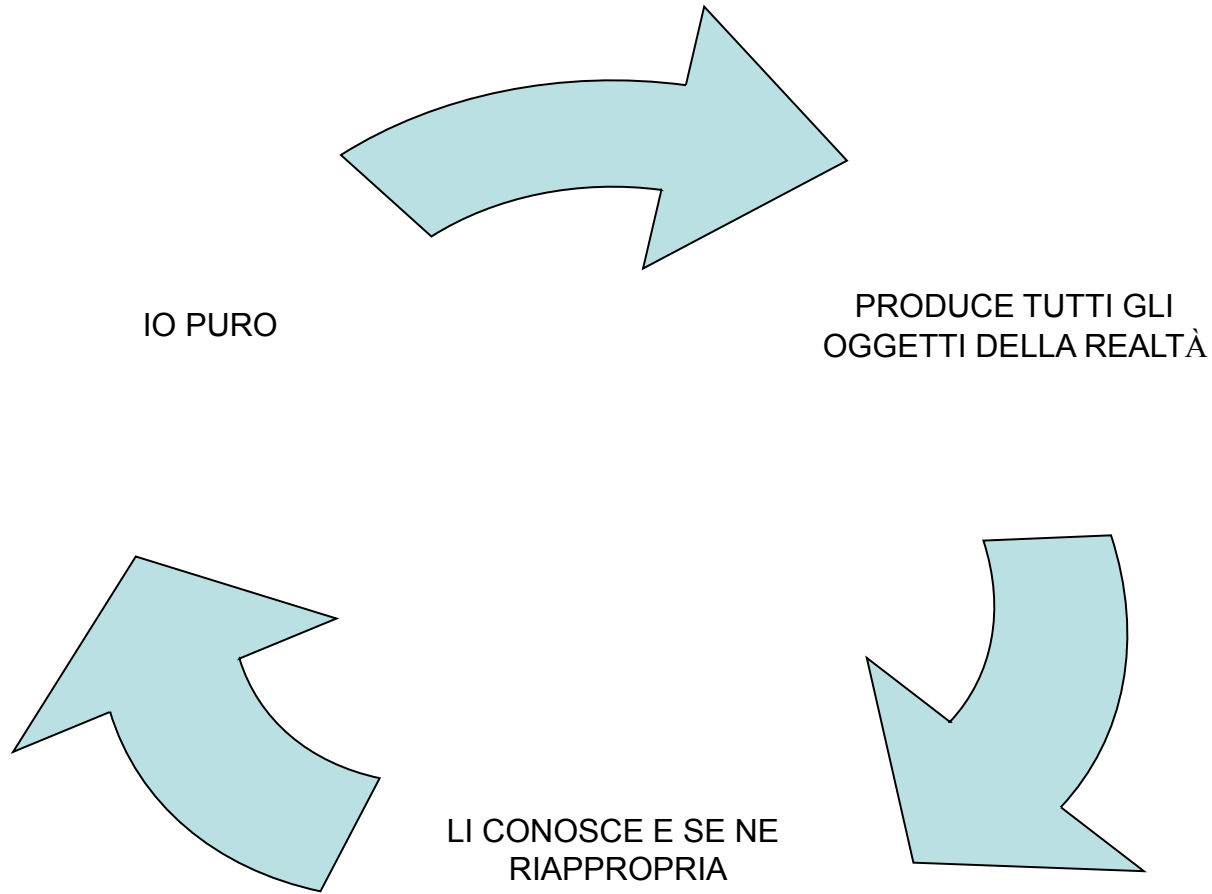 IO PURO
PRODUCE TUTTI GLI
OGGETTI DELLA REALTÀ
LI CONOSCE E SE NE
RIAPPROPRIA